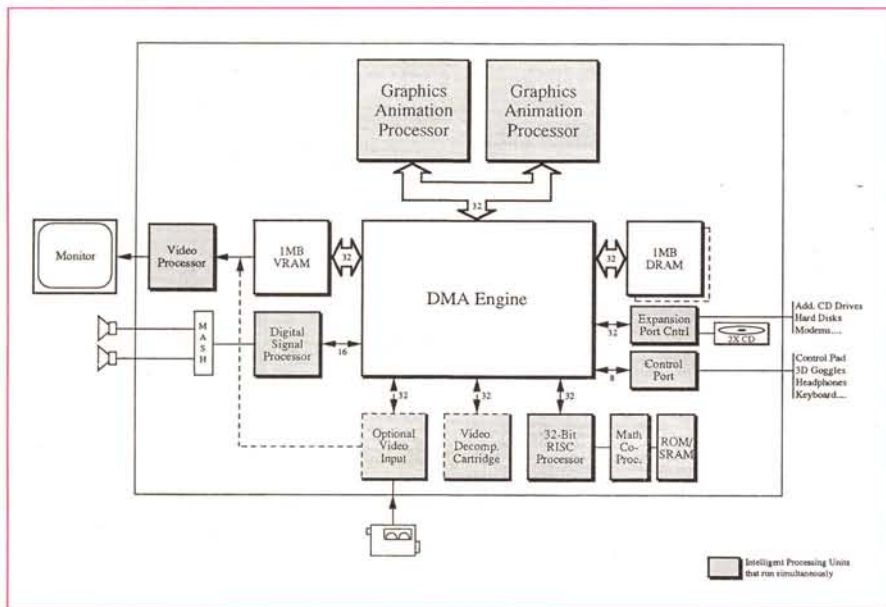 Graphics
Animation
Processor
Graphics
Animation
Processor
32
Monitor
Video
Processor
1MB
VRAM
32
DMA Engine
32
1MB
DRAM
MASH
Digital
Signal
Processor
16
32
Expansion
Port Cntrl
2X CD
Add. CD Drives
Hard Disks
Modems....
8
Control
Port
Control Pad
3D Goggles
Headphones
Keyboard....
32
32
32
Optional
Video
Input
Video
Decomp.
Cartridge
32-Bit
RISC
Processor
Math
Co-
Proc.
ROM/
SRAM
Intelligent Processing Units
that run simultaneously